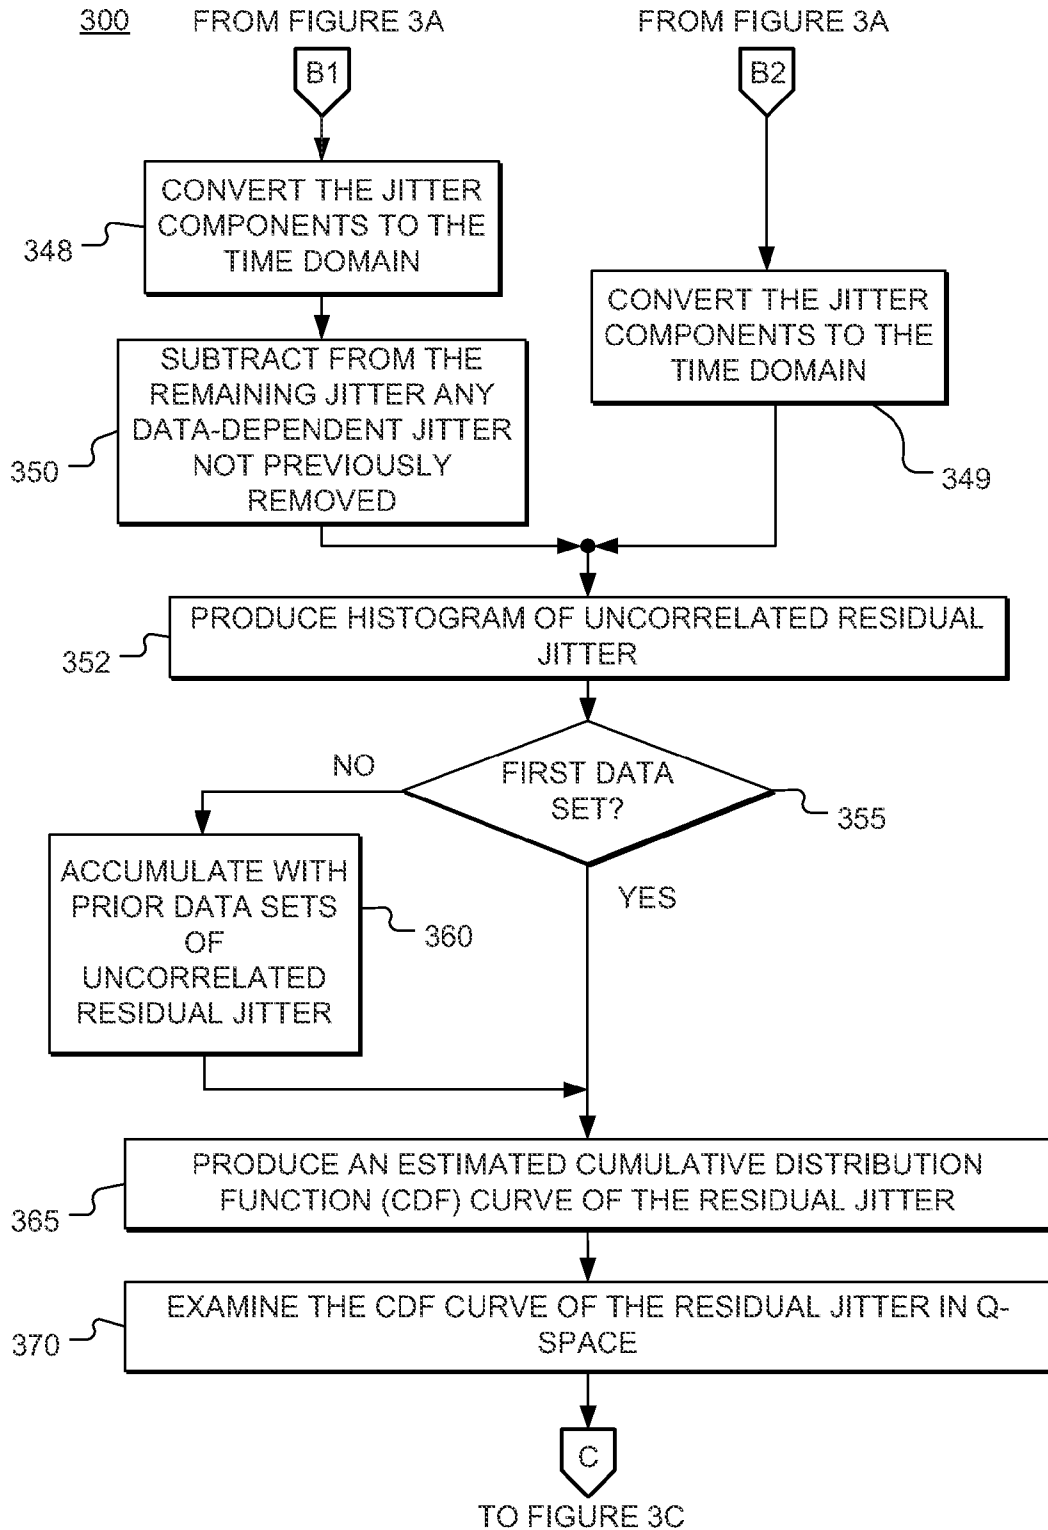 300
FROM FIGURE 3A
FROM FIGURE 3A
B1
B2
CONVERT THE JITTER
COMPONENTS TO THE
TIME DOMAIN
348
CONVERT THE JITTER
COMPONENTS TO THE
TIME DOMAIN
349
SUBTRACT FROM THE
REMAINING JITTER ANY
DATA-DEPENDENT JITTER
NOT PREVIOUSLY
REMOVED
350
PRODUCE HISTOGRAM OF UNCORRELATED RESIDUAL
JITTER
352
FIRST DATA
SET?
355
NO
YES
ACCUMULATE WITH
PRIOR DATA SETS
OF
UNCORRELATED
RESIDUAL JITTER
360
PRODUCE AN ESTIMATED CUMULATIVE DISTRIBUTION
FUNCTION (CDF) CURVE OF THE RESIDUAL JITTER
365
EXAMINE THE CDF CURVE OF THE RESIDUAL JITTER IN Q-
SPACE
370
C
TO FIGURE 3C